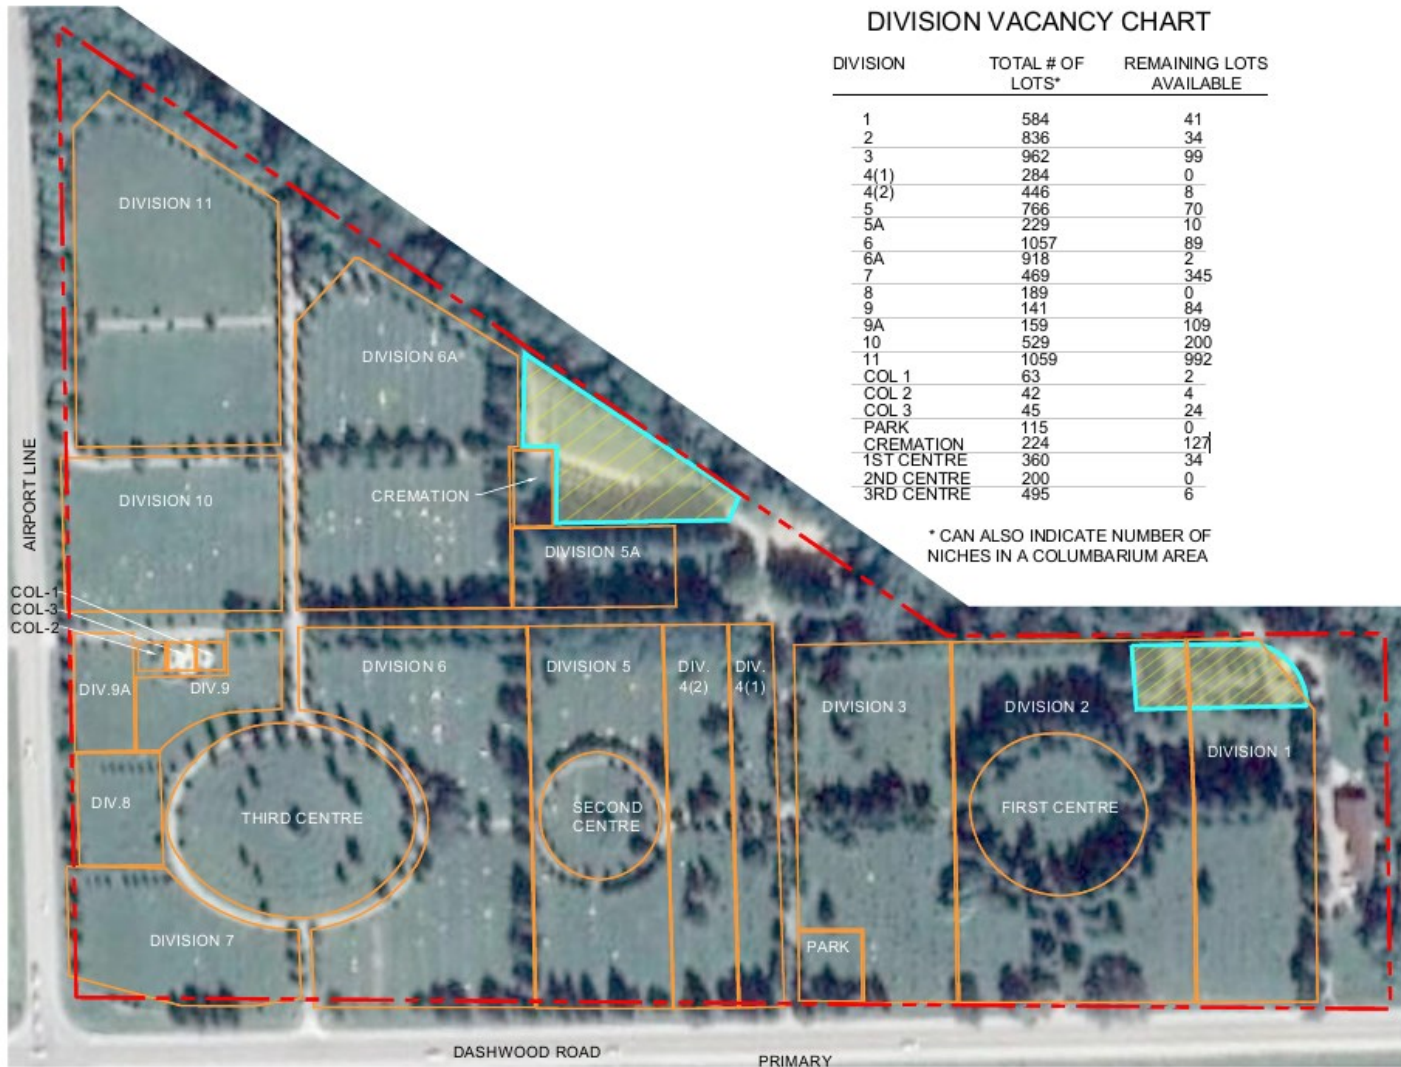 DIVISION VACANCY CHART
DIVISION TOTAL # OF LOTS* REMAINING LOTS AVAILABLE
1 584 41
2 836 34
3 962 99
4(1) 284 0
4(2) 446 8
5 766 70
5A 229 10
6 1057 89
6A 918 2
7 469 345
8 189 0
9 141 84
9A 159 109
10 529 200
11 1059 992
COL 1 63 2
COL 2 42 4
COL 3 45 24
PARK 115 0
CREMATION 224 127
1ST CENTRE 360 34
2ND CENTRE 200 0
3RD CENTRE 495 6
* CAN ALSO INDICATE NUMBER OF
NICHES IN A COLUMBARIUM AREA
DIVISION 11
DIVISION 6A
AIRPORT LINE
DIVISION 10
CREMATION
DIVISION 5A
COL-1
COL-3
COL-2
DIV.9A
DIV.9
DIVISION 6
DIVISION 5
DIV.
4(2)
DIV.
4(1)
DIVISION 3
DIVISION 2
DIVISION 1
DIV.8
THIRD CENTRE
SECOND
CENTRE
FIRST CENTRE
DIVISION 7
PARK
DASHWOOD ROAD
PRIMARY